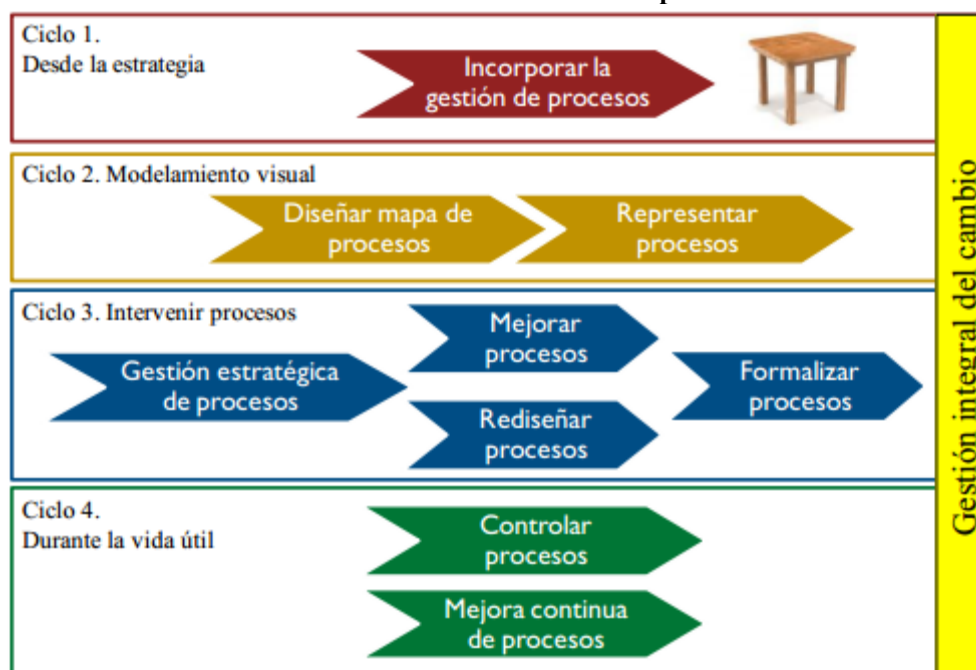 Ciclo 1.
Desde la estrategia
Incorporar la
gestión de procesos
Ciclo 2. Modelamiento visual
Diseñar mapa de
procesos
Representar
procesos
Ciclo 3. Intervenir procesos
Gestión estratégica
de procesos
Mejorar
procesos
Rediseñar
procesos
Formalizar
procesos
Ciclo 4.
Durante la vida útil
Controlar
procesos
Mejora continua
de procesos
Gestión integral del cambio